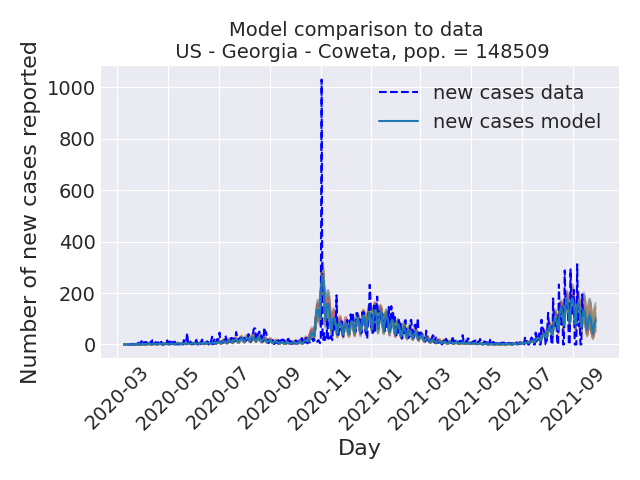 Model comparison to data
US - Georgia - Coweta, pop. = 148509
Number of new cases reported
1000
800
600
400
200
0
new cases data
new cases model
2020-03
2020-05
2020-07
2020-09
2020-11
2021-01
2021-03
2021-05
2021-07
2021-09
Day